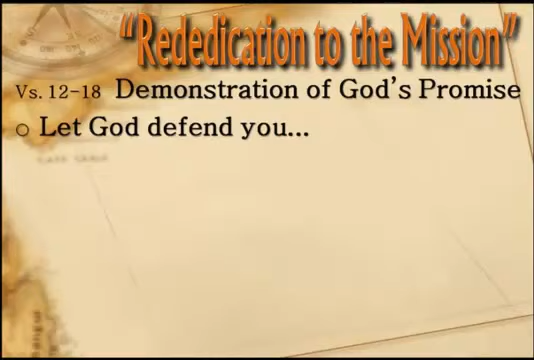 “Rededication to the Mission”
Vs. 12-18 Demonstration of God’s Promise
o Let God defend you...